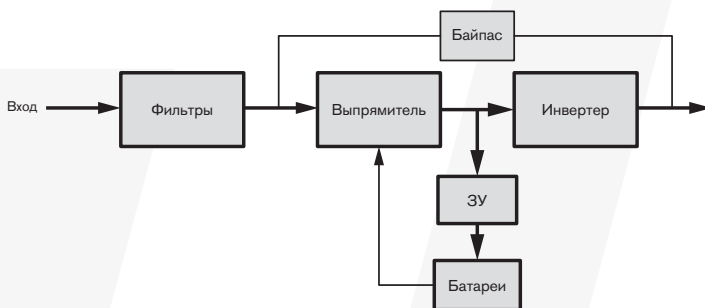 Байпас
Вход
Фильтры
Выпрямитель
Инвертер
ЗУ
Батареи